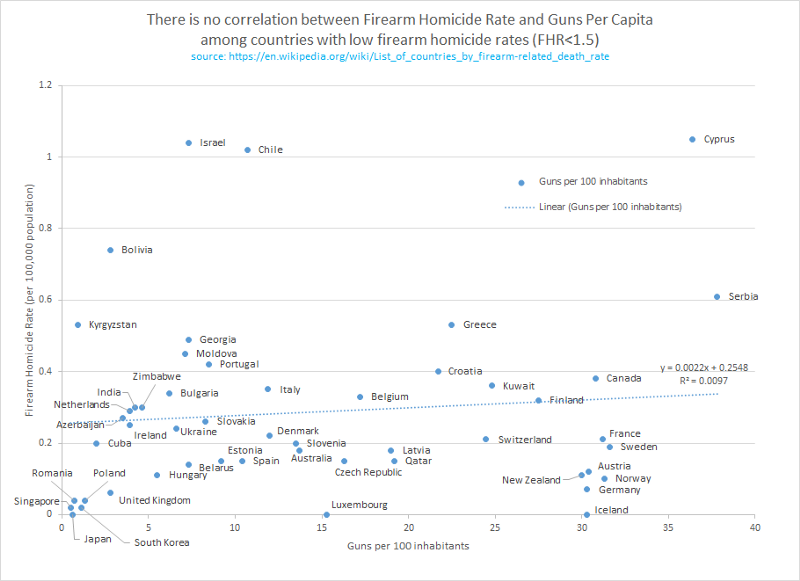 There is no correlation between Firearm Homicide Rate and Guns Per Capita
among countries with low firearm homicide rates (FHR<1.5)
source: https://en.wikipedia.org/wiki/List_of_countries_by_firearm-related_death_rate
1.2
1
0.8
0.6
0.4
0.2
0
Firearm Homicide Rate (per 100,000 population)
Israel
Chile
Cyprus
Guns per 100 inhabitants
Linear (Guns per 100 inhabitants)
Bolivia
Serbia
Kyrgyzstan
Greece
Georgia
Moldova
Portugal
Croatia
y = 0.0022x + 0.2548
R² = 0.0097
Zimbabwe
India
Netherlands
Azerbaijan
Bulgaria
Italy
Belgium
Kuwait
Canada
Finland
Ireland
Ukraine
Slovakia
Cuba
Denmark
Slovenia
Australia
Switzerland
France
Sweden
Estonia
Spain
Latvia
Qatar
Czech Republic
Belarus
Hungary
Austria
Norway
New Zealand
Germany
Romania
Poland
Singapore
United Kingdom
Luxembourg
Iceland
Japan
South Korea
0
5
10
15
20
25
30
35
40
Guns per 100 inhabitants